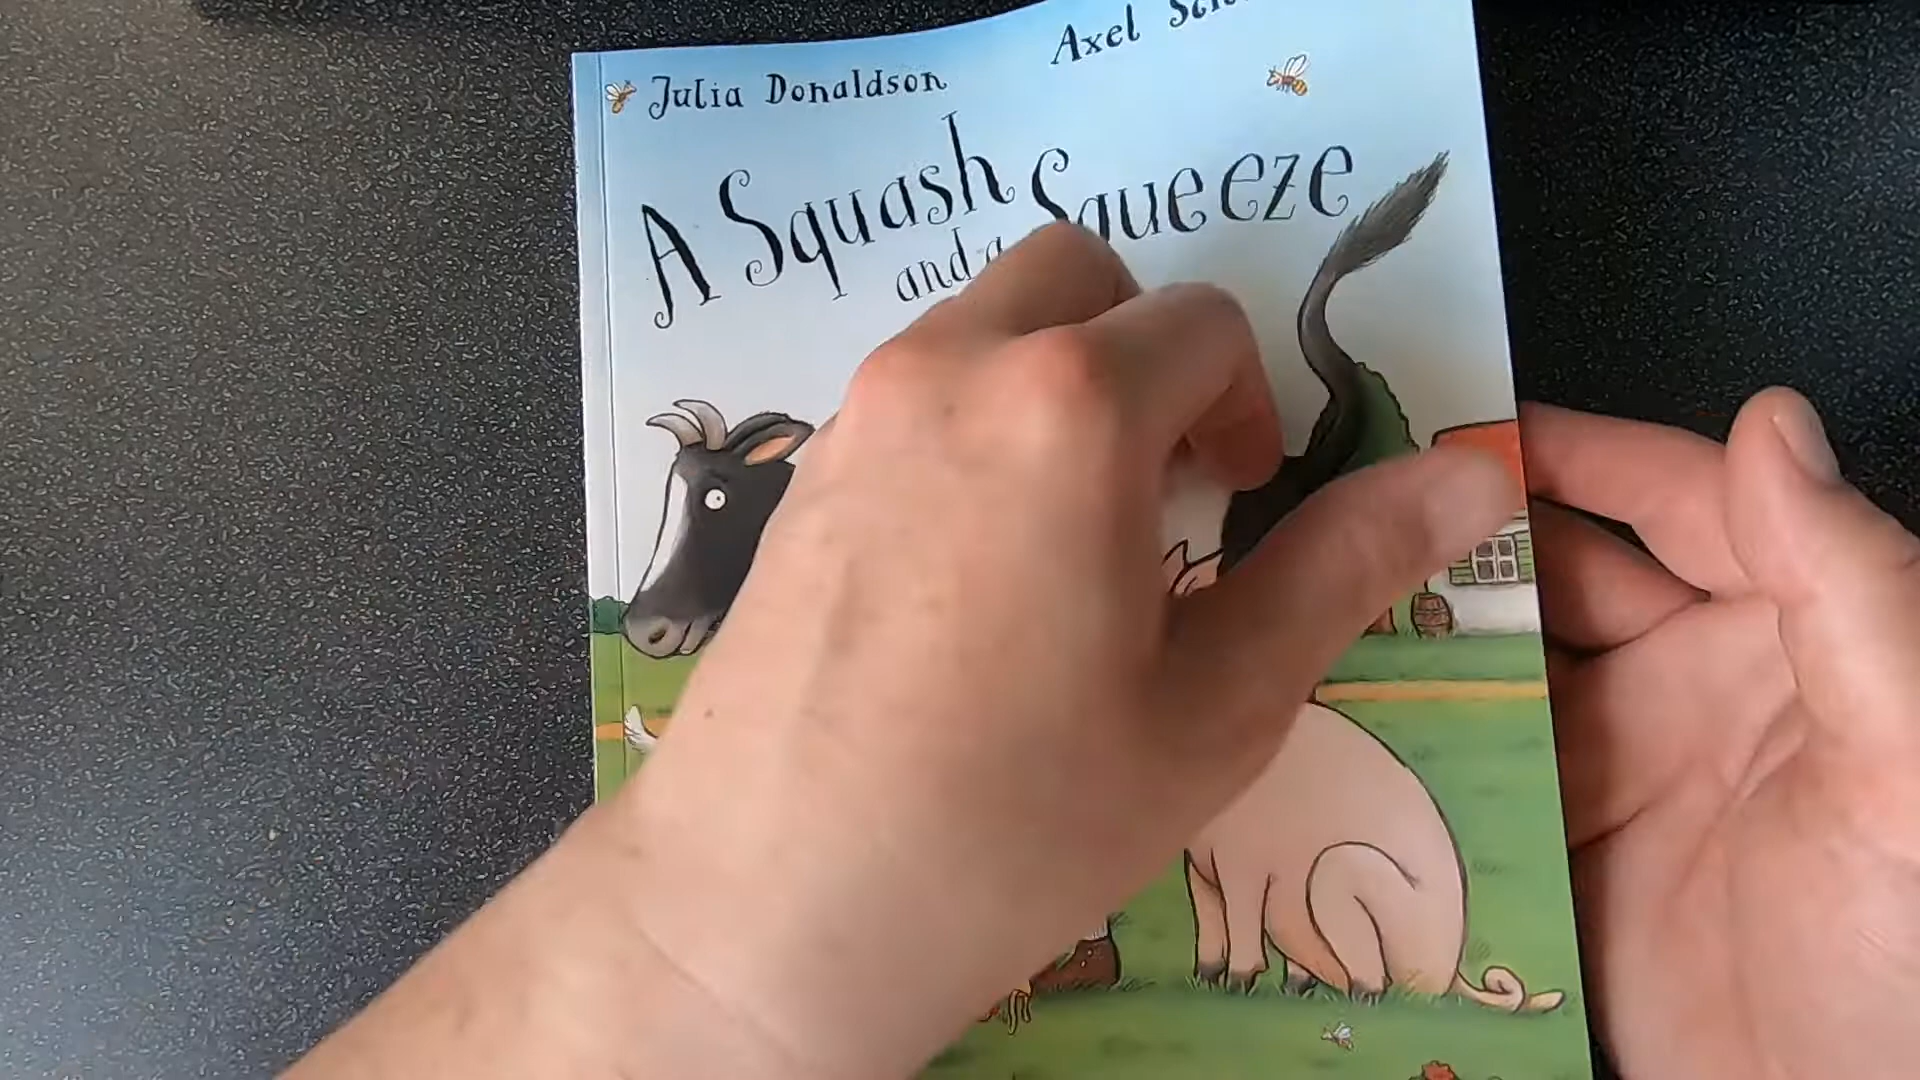 Julia Donaldson
Axel
A Squash
and a
Squeeze